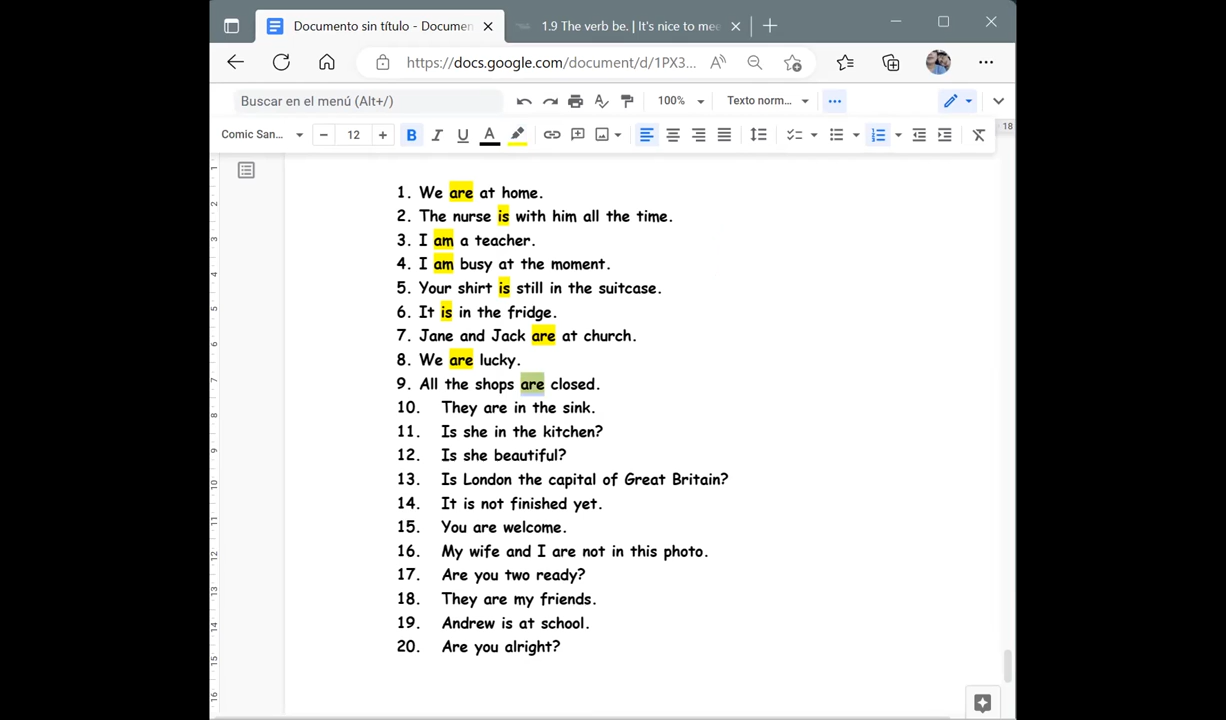 Documento sin título - Documen
1.9 The verb be. | It's nice to mee
https://docs.google.com/document/d/1PX3...
Buscar en el menú (Alt+/)
100%
Texto norm...
Comic San...
12
18
1. We are at home.
2. The nurse is with him all the time.
3. I am a teacher.
4. I am busy at the moment.
5. Your shirt is still in the suitcase.
6. It is in the fridge.
7. Jane and Jack are at church.
8. We are lucky.
9. All the shops are closed.
10. They are in the sink.
11. Is she in the kitchen?
12. Is she beautiful?
13. Is London the capital of Great Britain?
14. It is not finished yet.
15. You are welcome.
16. My wife and I are not in this photo.
17. Are you two ready?
18. They are my friends.
19. Andrew is at school.
20. Are you alright?